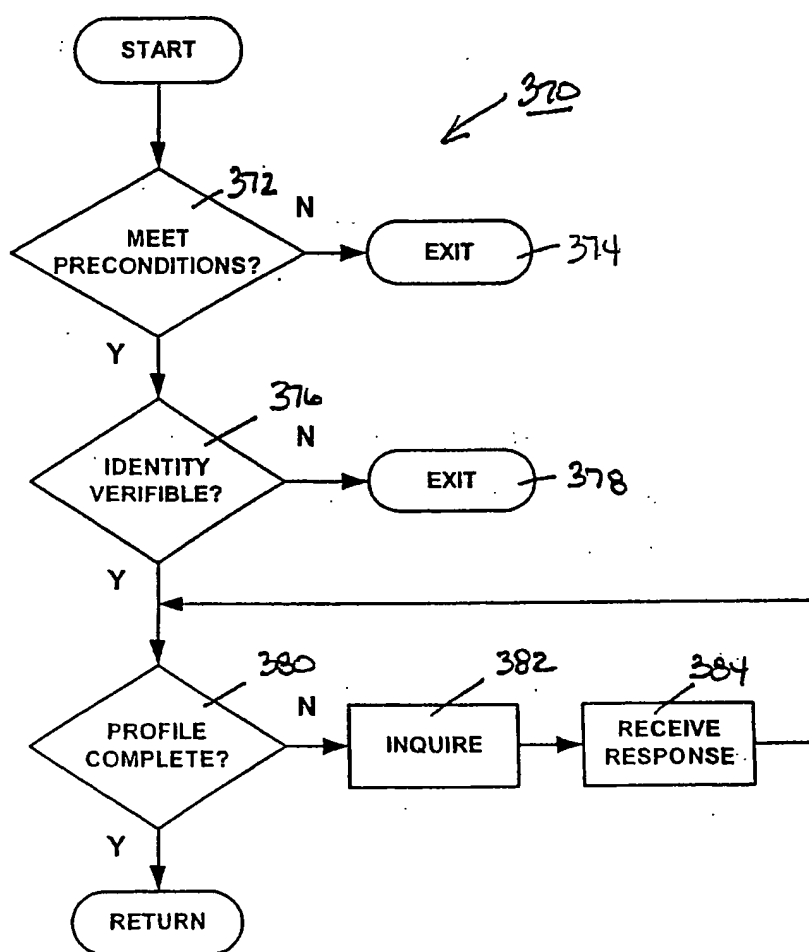 START
370
372
N
MEET
PRECONDITIONS?
EXIT
374
Y
376
N
IDENTITY
VERIFIBLE?
EXIT
378
Y
380
382
384
N
PROFILE
COMPLETE?
INQUIRE
RECEIVE
RESPONSE
Y
RETURN